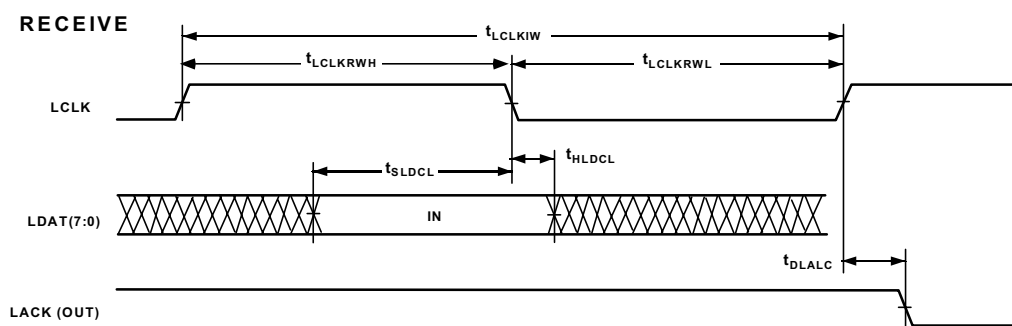 RECEIVE
tLCLKIW
tLCLKRWH
tLCLKRWL
LCLK
tHLDCL
tSLDCL
LDAT(7:0)
IN
tDLALC
LACK (OUT)